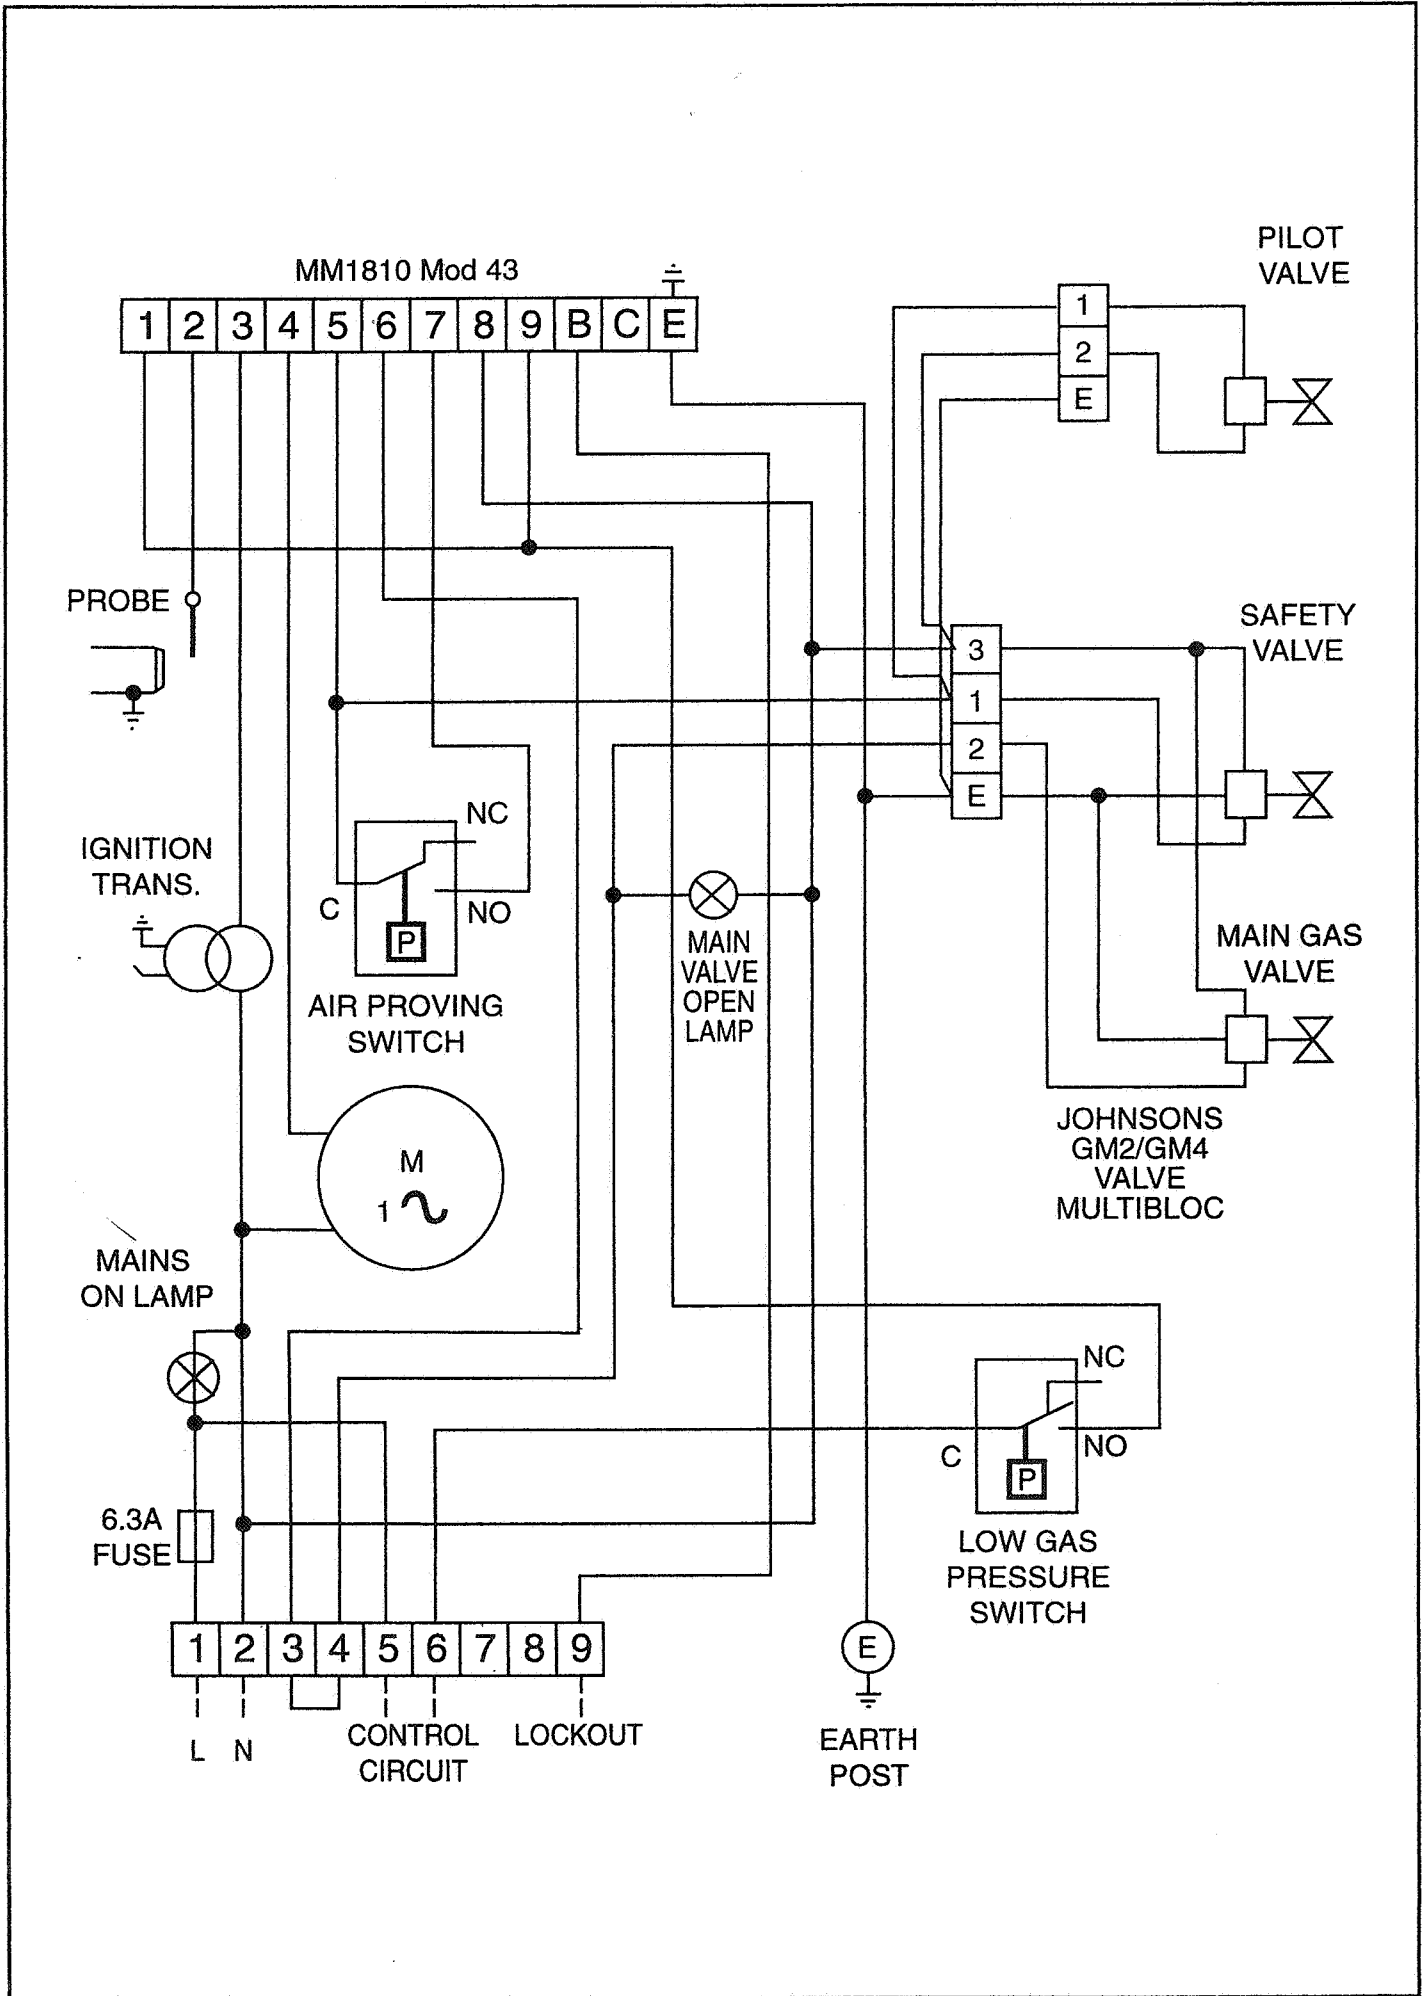 MM1810 Mod 43
1 2 3 4 5 6 7 8 9 B C E
PILOT
VALVE
1
2
E
PROBE
SAFETY
VALVE
3
1
2
E
IGNITION
TRANS.
NC
C
NO
P
AIR PROVING
SWITCH
MAIN
VALVE
OPEN
LAMP
MAIN GAS
VALVE
JOHNSONS
GM2/GM4
VALVE
MULTIBLOC
M
1
MAINS
ON LAMP
NC
C
NO
P
LOW GAS
PRESSURE
SWITCH
6.3A
FUSE
1 2 3 4 5 6 7 8 9
L N
CONTROL
CIRCUIT
LOCKOUT
E
EARTH
POST